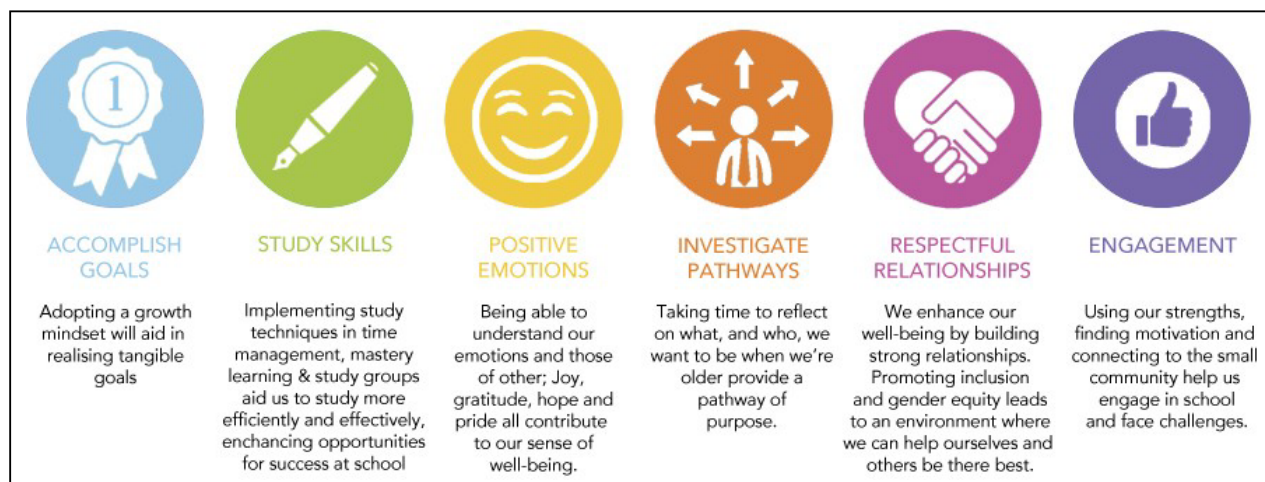 1
ACCOMPLISH
GOALS
Adopting a growth
mindset will aid in
realising tangible
goals
STUDY SKILLS
Implementing study
techniques in time
management, mastery
learning & study groups
aid us to study more
efficiently and effectively,
enchancing opportunities
for success at school
POSITIVE
EMOTIONS
Being able to
understand our
emotions and those
of other; Joy,
gratitude, hope and
pride all contribute
to our sense of
well-being.
INVESTIGATE
PATHWAYS
Taking time to reflect
on what, and who, we
want to be when we're
older provide a
pathway of
purpose.
RESPECTFUL
RELATIONSHIPS
We enhance our
well-being by building
strong relationships.
Promoting inclusion
and gender equity leads
to an environment where
we can help ourselves and
others be there best.
ENGAGEMENT
Using our strengths,
finding motivation and
connecting to the small
community help us
engage in school
and face challenges.